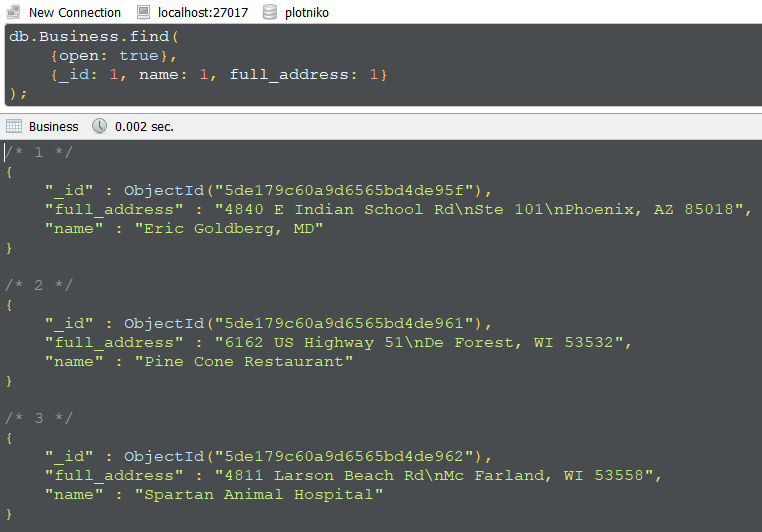 New Connection localhost:27017 plotniko
db.Business.find(
    {open: true},
    {_id: 1, name: 1, full_address: 1}
);
Business 0.002 sec.
/* 1 */
{
    "_id" : ObjectId("5de179c60a9d6565bd4de95f"),
    "full_address" : "4840 E Indian School Rd\nSte 101\nPhoenix, AZ 85018",
    "name" : "Eric Goldberg, MD"
}
/* 2 */
{
    "_id" : ObjectId("5de179c60a9d6565bd4de961"),
    "full_address" : "6162 US Highway 51\nDe Forest, WI 53532",
    "name" : "Pine Cone Restaurant"
}
/* 3 */
{
    "_id" : ObjectId("5de179c60a9d6565bd4de962"),
    "full_address" : "4811 Larson Beach Rd\nMc Farland, WI 53558",
    "name" : "Spartan Animal Hospital"
}